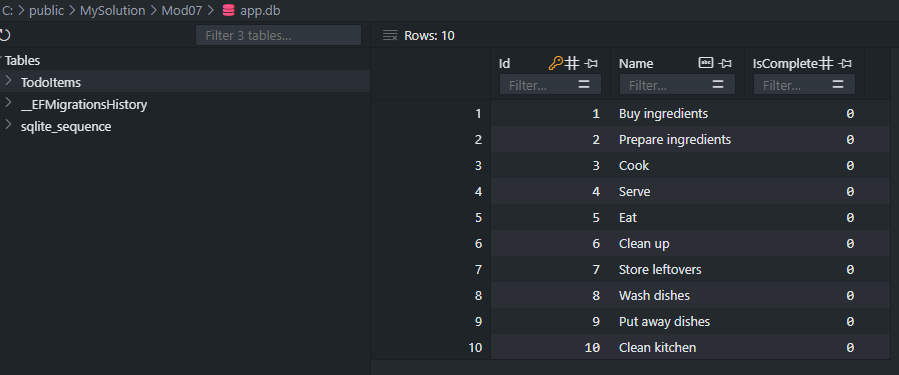 C: > public > MySolution > Mod07 > app.db
Filter 3 tables...
Rows: 10
Tables
TodoItems
__EFMigrationsHistory
sqlite_sequence
Id Name IsComplete
Filter... Filter... Filter...
1 1 Buy ingredients 0
2 2 Prepare ingredients 0
3 3 Cook 0
4 4 Serve 0
5 5 Eat 0
6 6 Clean up 0
7 7 Store leftovers 0
8 8 Wash dishes 0
9 9 Put away dishes 0
10 10 Clean kitchen 0